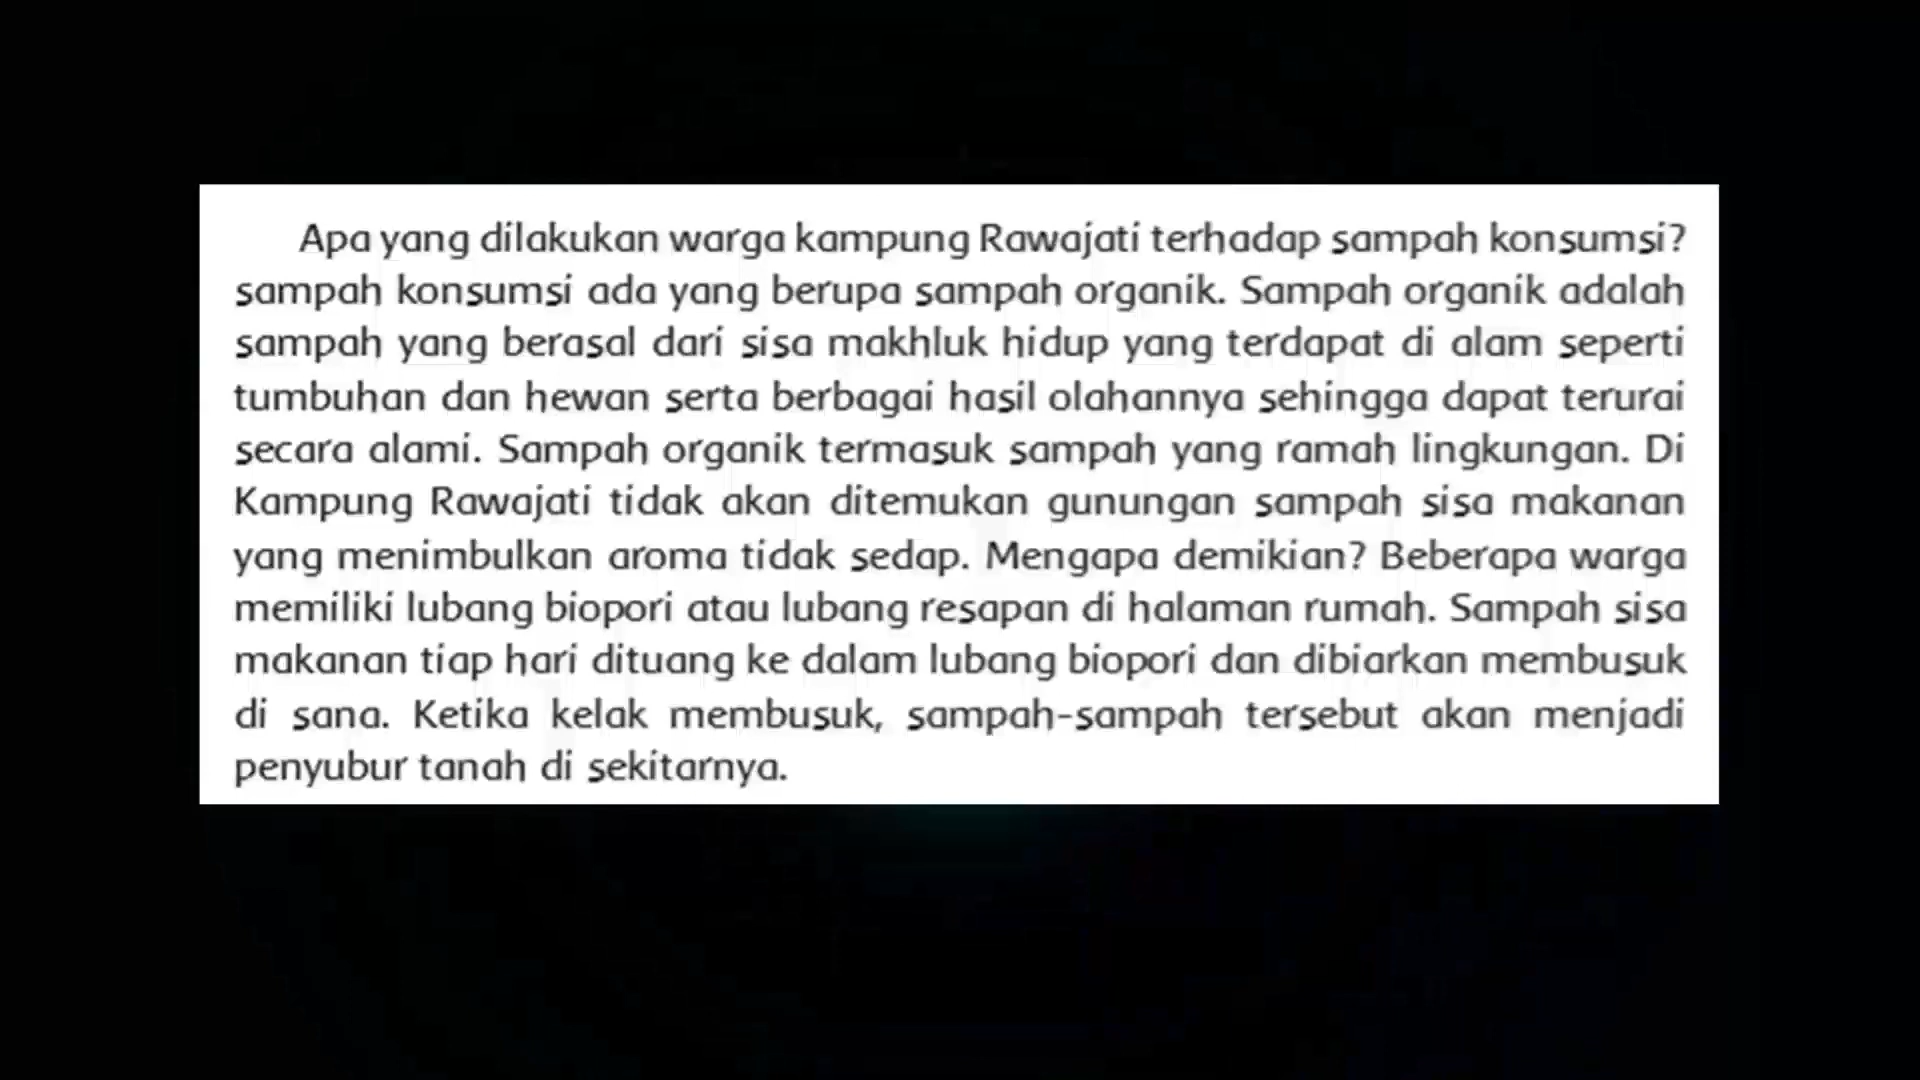 Apa yang dilakukan warga kampung Rawajati terhadap sampah konsumsi?
sampah konsumsi ada yang berupa sampah organik. Sampah organik adalah
sampah yang berasal dari sisa makhluk hidup yang terdapat di alam seperti
tumbuhan dan hewan serta berbagai hasil olahannya sehingga dapat terurai
secara alami. Sampah organik termasuk sampah yang ramah lingkungan. Di
Kampung Rawajati tidak akan ditemukan gunungan sampah sisa makanan
yang menimbulkan aroma tidak sedap. Mengapa demikian? Beberapa warga
memiliki lubang biopori atau lubang resapan di halaman rumah. Sampah sisa
makanan tiap hari dituang ke dalam lubang biopori dan dibiarkan membusuk
di sana. Ketika kelak membusuk, sampah-sampah tersebut akan menjadi
penyubur tanah di sekitarnya.